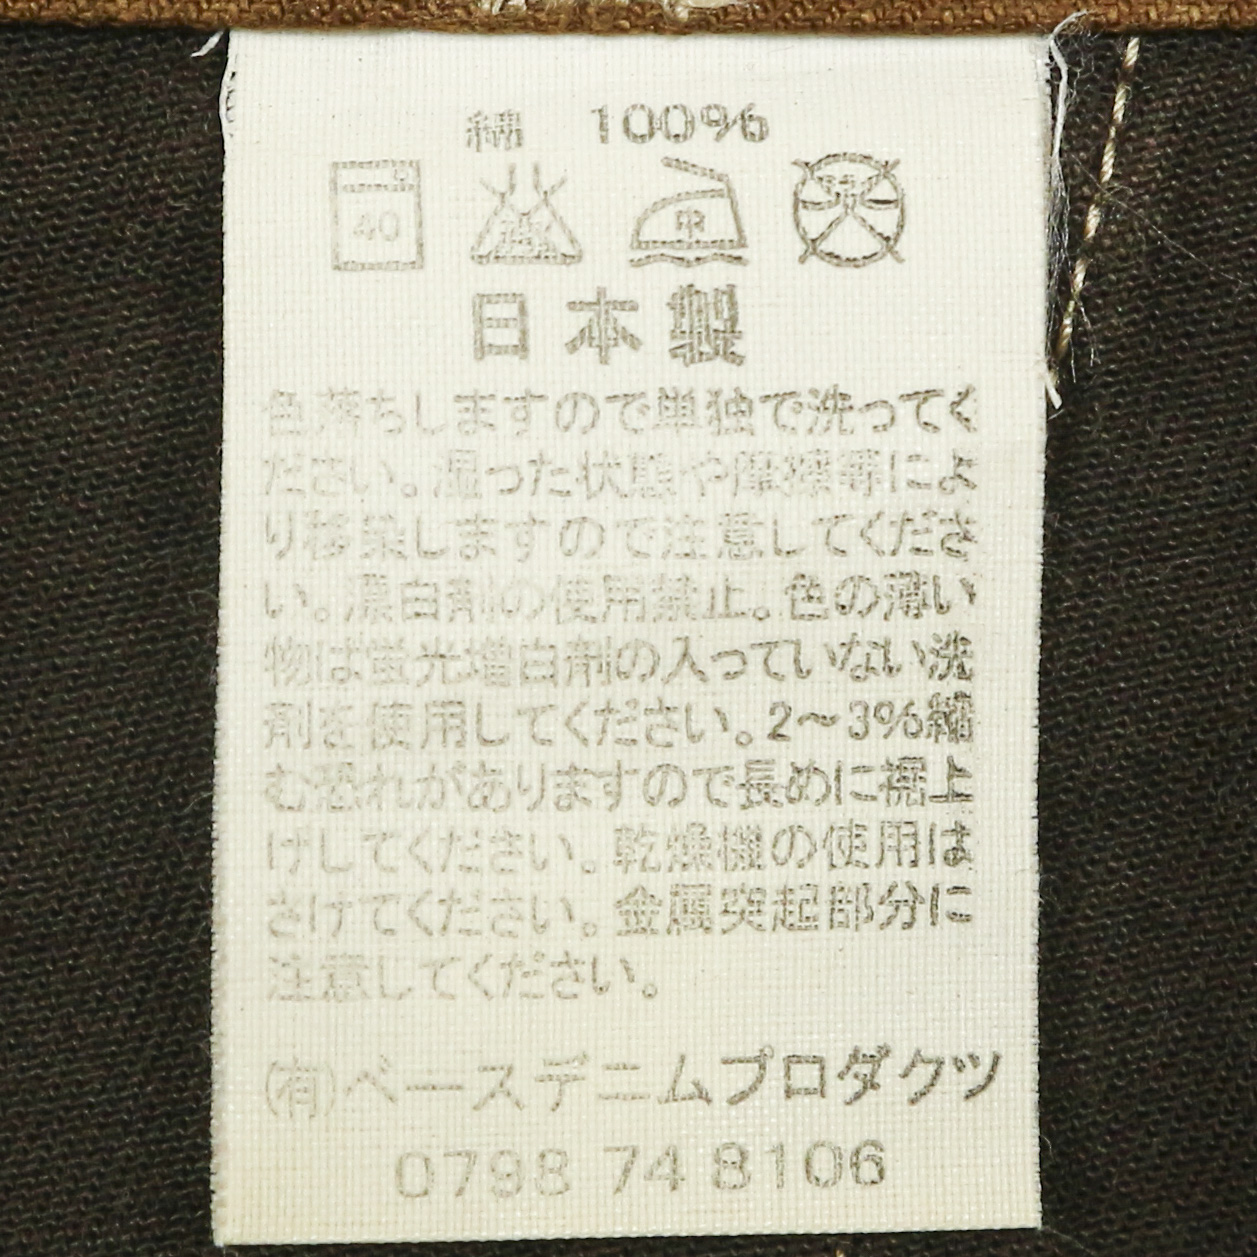 綿 100%
40 エンソサラシ 中
日本製
色落ちしますので単独で洗ってく
ださい。湿った状態や摩擦等によ
り移染しますので注意してくださ
い。漂白剤の使用禁止。色の薄い
物は蛍光増白剤の入っていない洗
剤を使用してください。2〜3%縮
む恐れがありますので長めに裾上
げしてください。乾燥機の使用は
さけてください。金属突起部分に
注意してください。
(有)ベースデニムプロダクツ
0798 74 8106